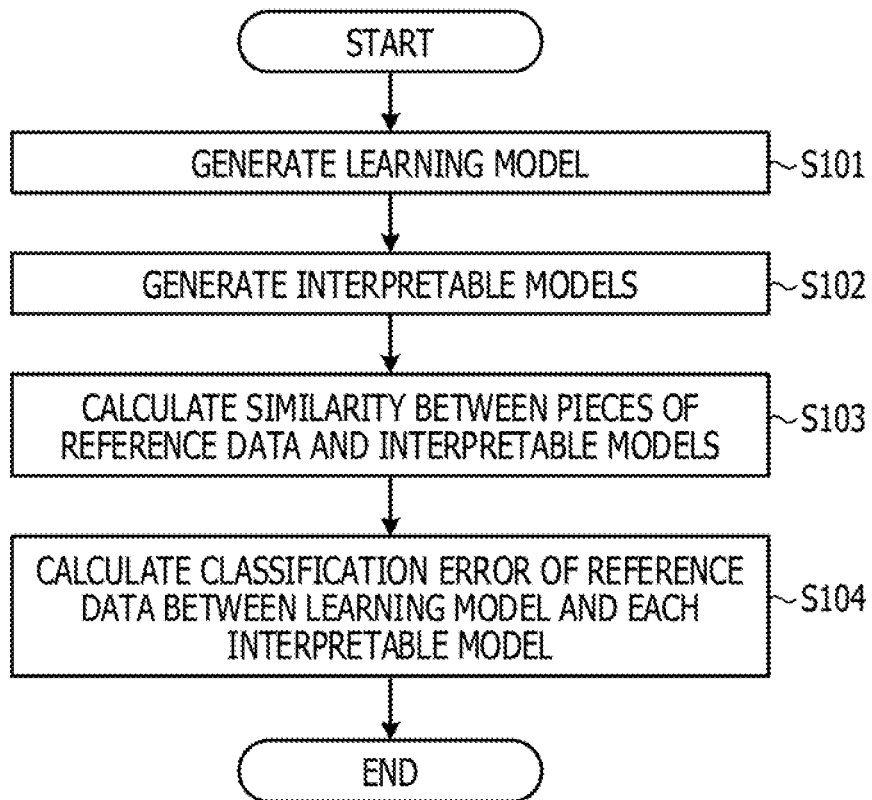 START
GENERATE LEARNING MODEL
S101
GENERATE INTERPRETABLE MODELS
S102
CALCULATE SIMILARITY BETWEEN PIECES OF
REFERENCE DATA AND INTERPRETABLE MODELS
S103
CALCULATE CLASSIFICATION ERROR OF REFERENCE
DATA BETWEEN LEARNING MODEL AND EACH
INTERPRETABLE MODEL
S104
END